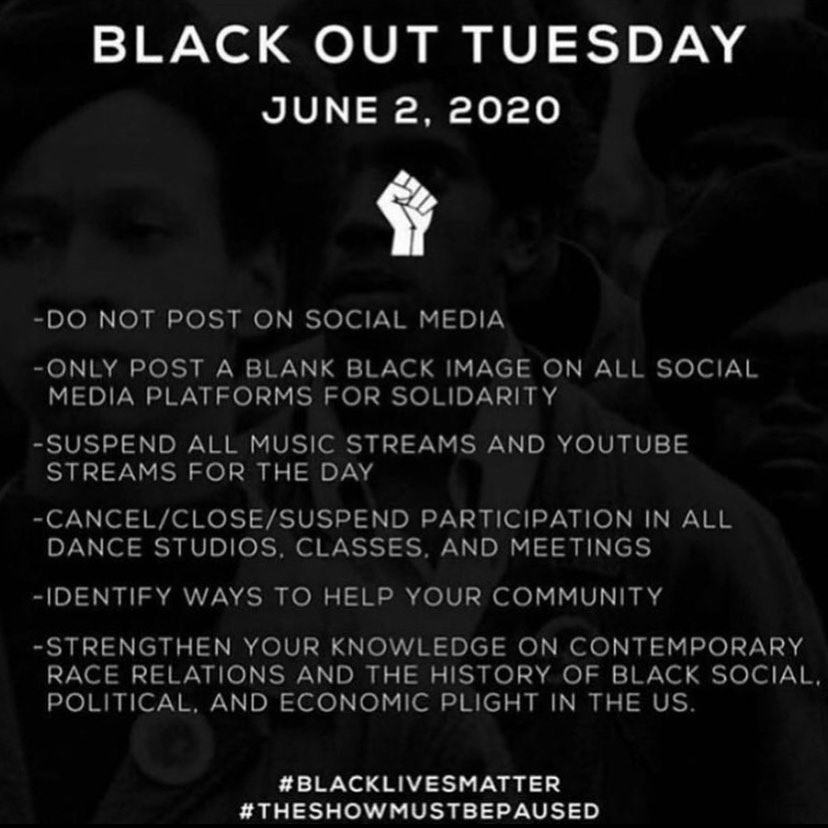 BLACK OUT TUESDAY
JUNE 2, 2020
-DO NOT POST ON SOCIAL MEDIA
-ONLY POST A BLANK BLACK IMAGE ON ALL SOCIAL
MEDIA PLATFORMS FOR SOLIDARITY
-SUSPEND ALL MUSIC STREAMS AND YOUTUBE
STREAMS FOR THE DAY
-CANCEL/CLOSE/SUSPEND PARTICIPATION IN ALL
DANCE STUDIOS, CLASSES, AND MEETINGS
-IDENTIFY WAYS TO HELP YOUR COMMUNITY
-STRENGTHEN YOUR KNOWLEDGE ON CONTEMPORARY
RACE RELATIONS AND THE HISTORY OF BLACK SOCIAL,
POLITICAL, AND ECONOMIC PLIGHT IN THE US.
#BLACKLIVESMATTER
#THESHOWMUSTBEPAUSED